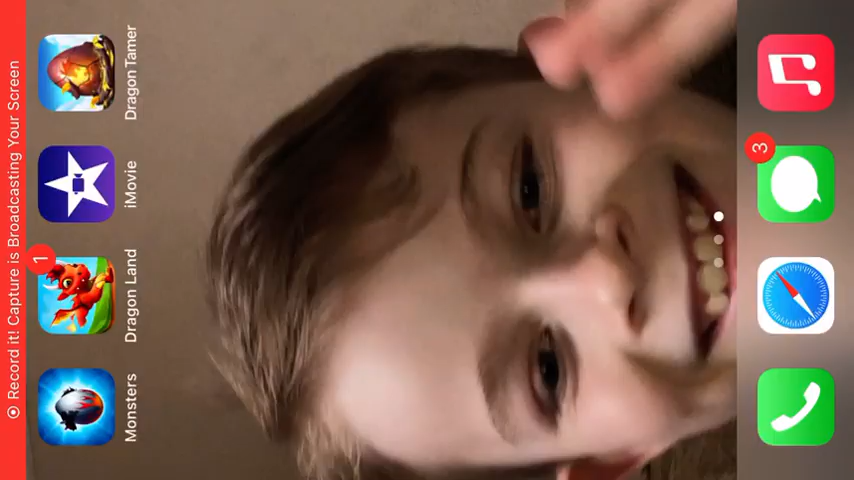 Record it! Capture is Broadcasting Your Screen
Monsters
1
Dragon Land
iMovie
Dragon Tamer
3